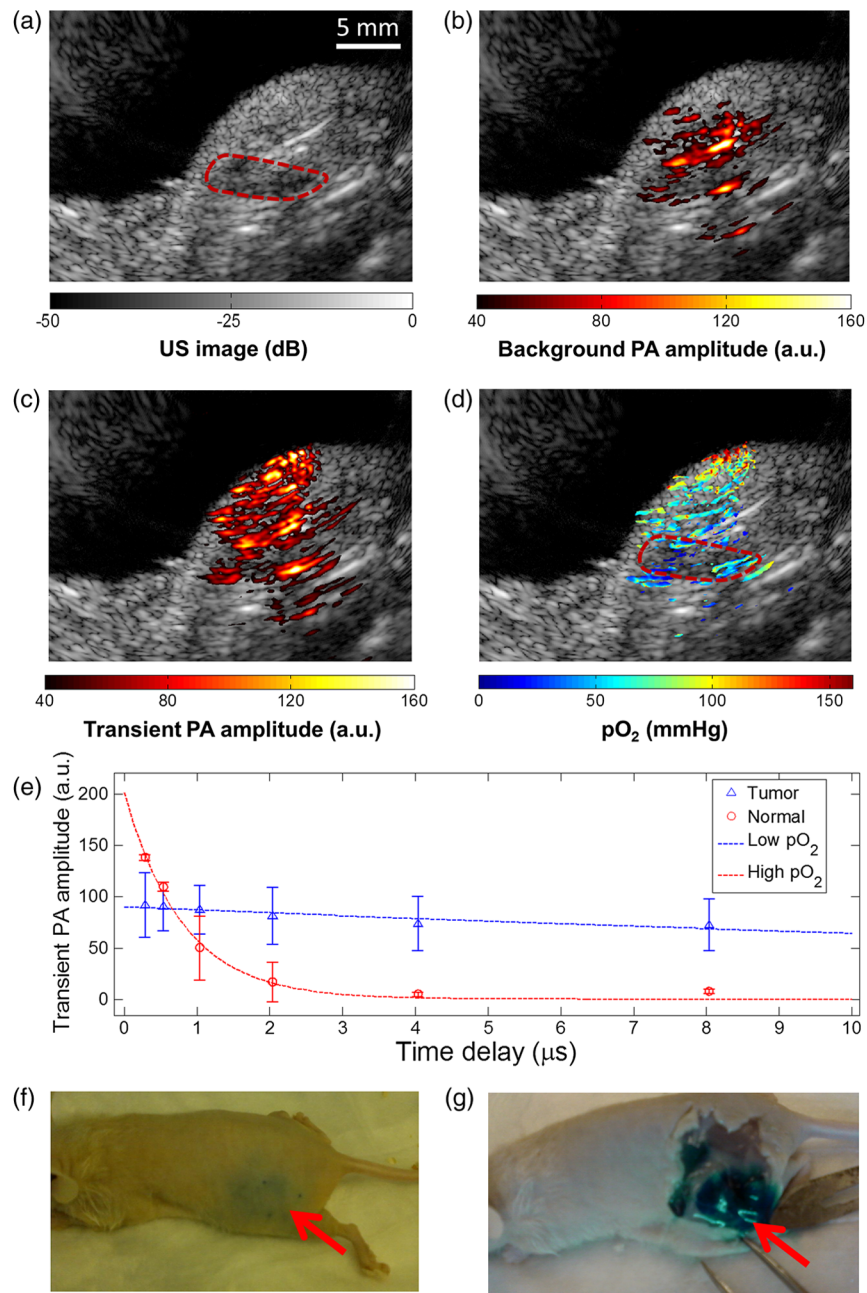 (a)
5 mm
-50 -25 0
US image (dB)
(b)
40 80 120 160
Background PA amplitude (a.u.)
(c)
40 80 120 160
Transient PA amplitude (a.u.)
(d)
0 50 100 150
pO₂ (mmHg)
(e)
Transient PA amplitude (a.u.)
200
150
100
50
0
Tumor
Normal
Low pO₂
High pO₂
0 1 2 3 4 5 6 7 8 9 10
Time delay (μs)
(f)
(g)